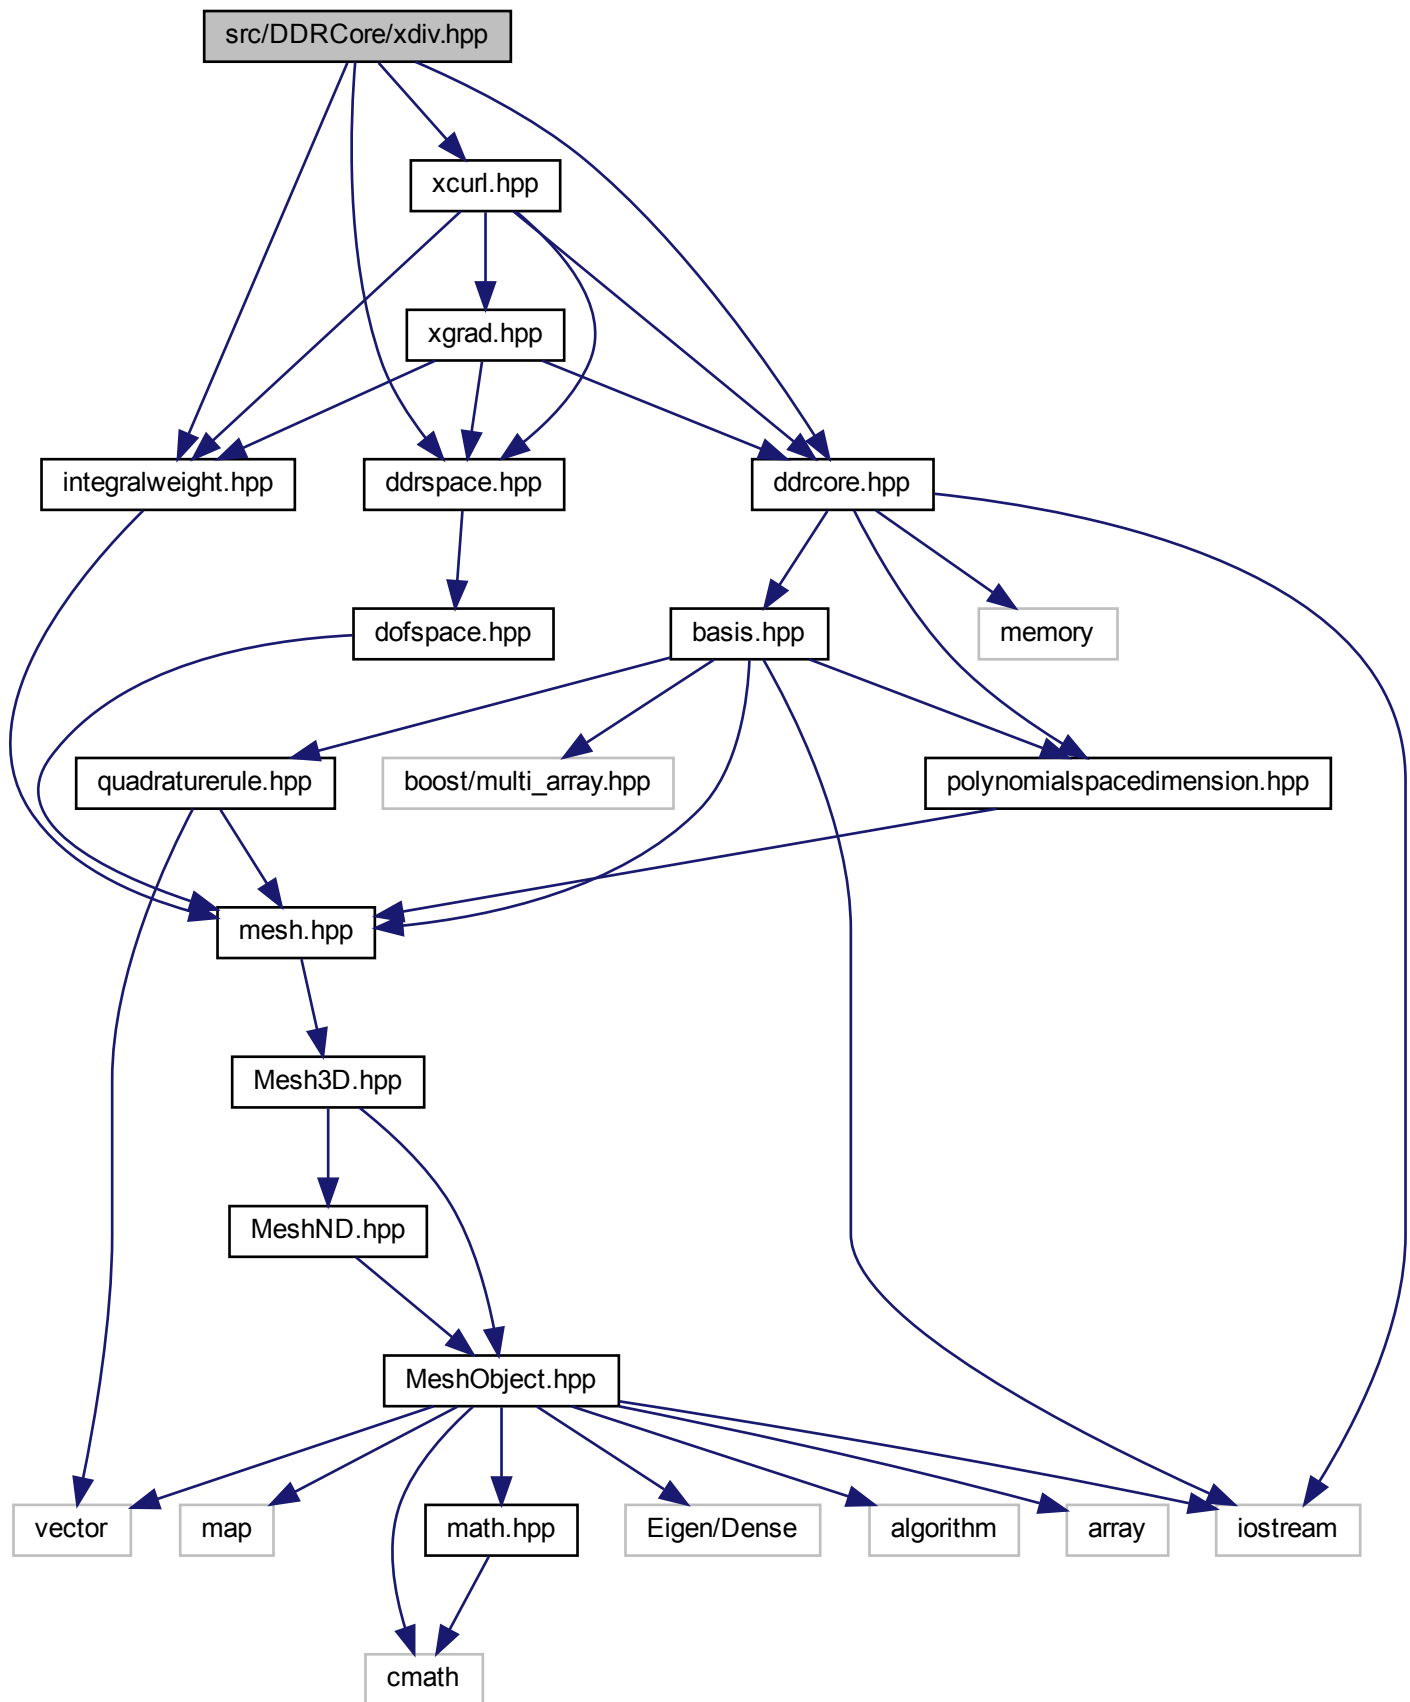 src/DDRCore/xdiv.hpp
xcurl.hpp
xgrad.hpp
integralweight.hpp
ddrspace.hpp
ddrcore.hpp
dofspace.hpp
basis.hpp
memory
quadraturerule.hpp
boost/multi_array.hpp
polynomialspacedimension.hpp
mesh.hpp
Mesh3D.hpp
MeshND.hpp
MeshObject.hpp
vector
map
math.hpp
Eigen/Dense
algorithm
array
iostream
cmath